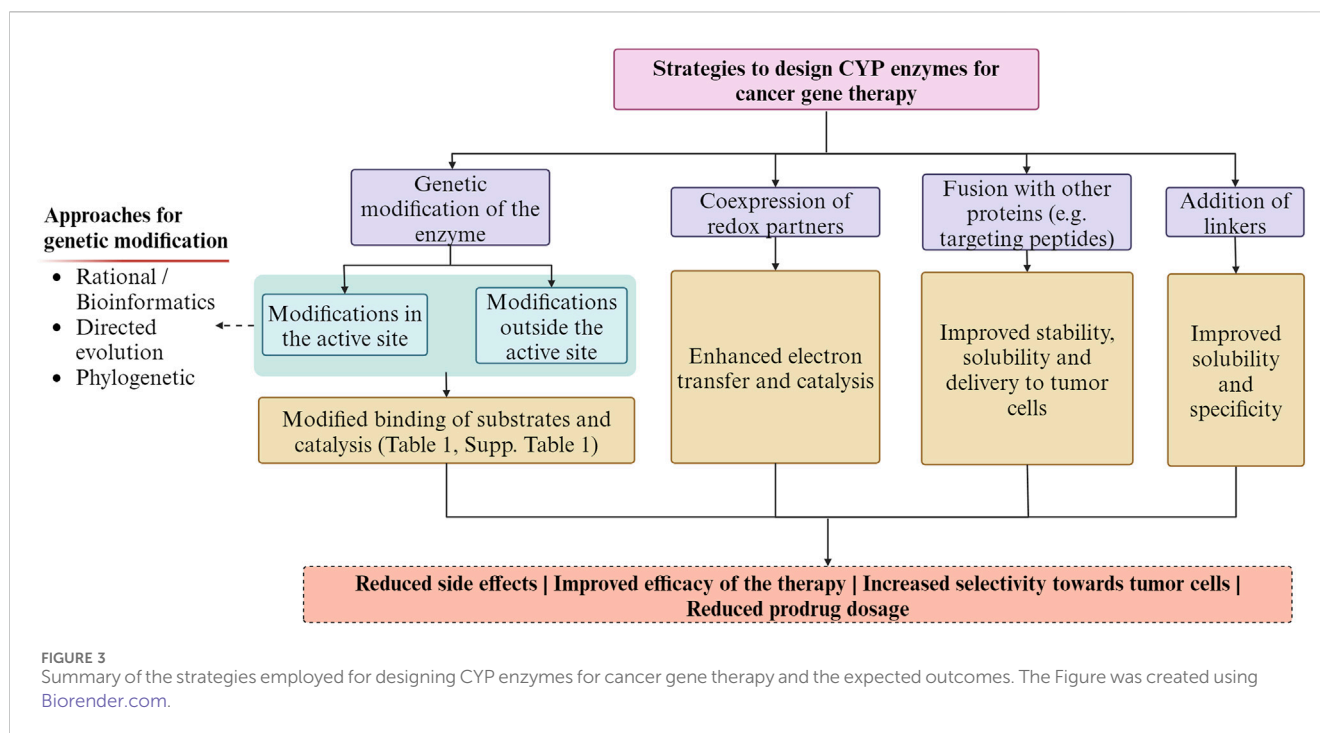 Strategies to design CYP enzymes for
cancer gene therapy
Genetic
modification of the
enzyme
Coexpression of
redox partners
Fusion with other
proteins (e.g.
targeting peptides)
Addition of
linkers
Approaches for
genetic modification
• Rational /
Bioinformatics
• Directed
evolution
• Phylogenetic
Modifications in
the active site
Modifications
outside the
active site
Modified binding of substrates and
catalysis (Table 1, Supp. Table 1)
Enhanced electron
transfer and catalysis
Improved stability,
solubility and
delivery to tumor
cells
Improved
solubility
and
specificity
Reduced side effects | Improved efficacy of the therapy | Increased selectivity towards tumor cells |
Reduced prodrug dosage
FIGURE 3
Summary of the strategies employed for designing CYP enzymes for cancer gene therapy and the expected outcomes. The Figure was created using
Biorender.com.